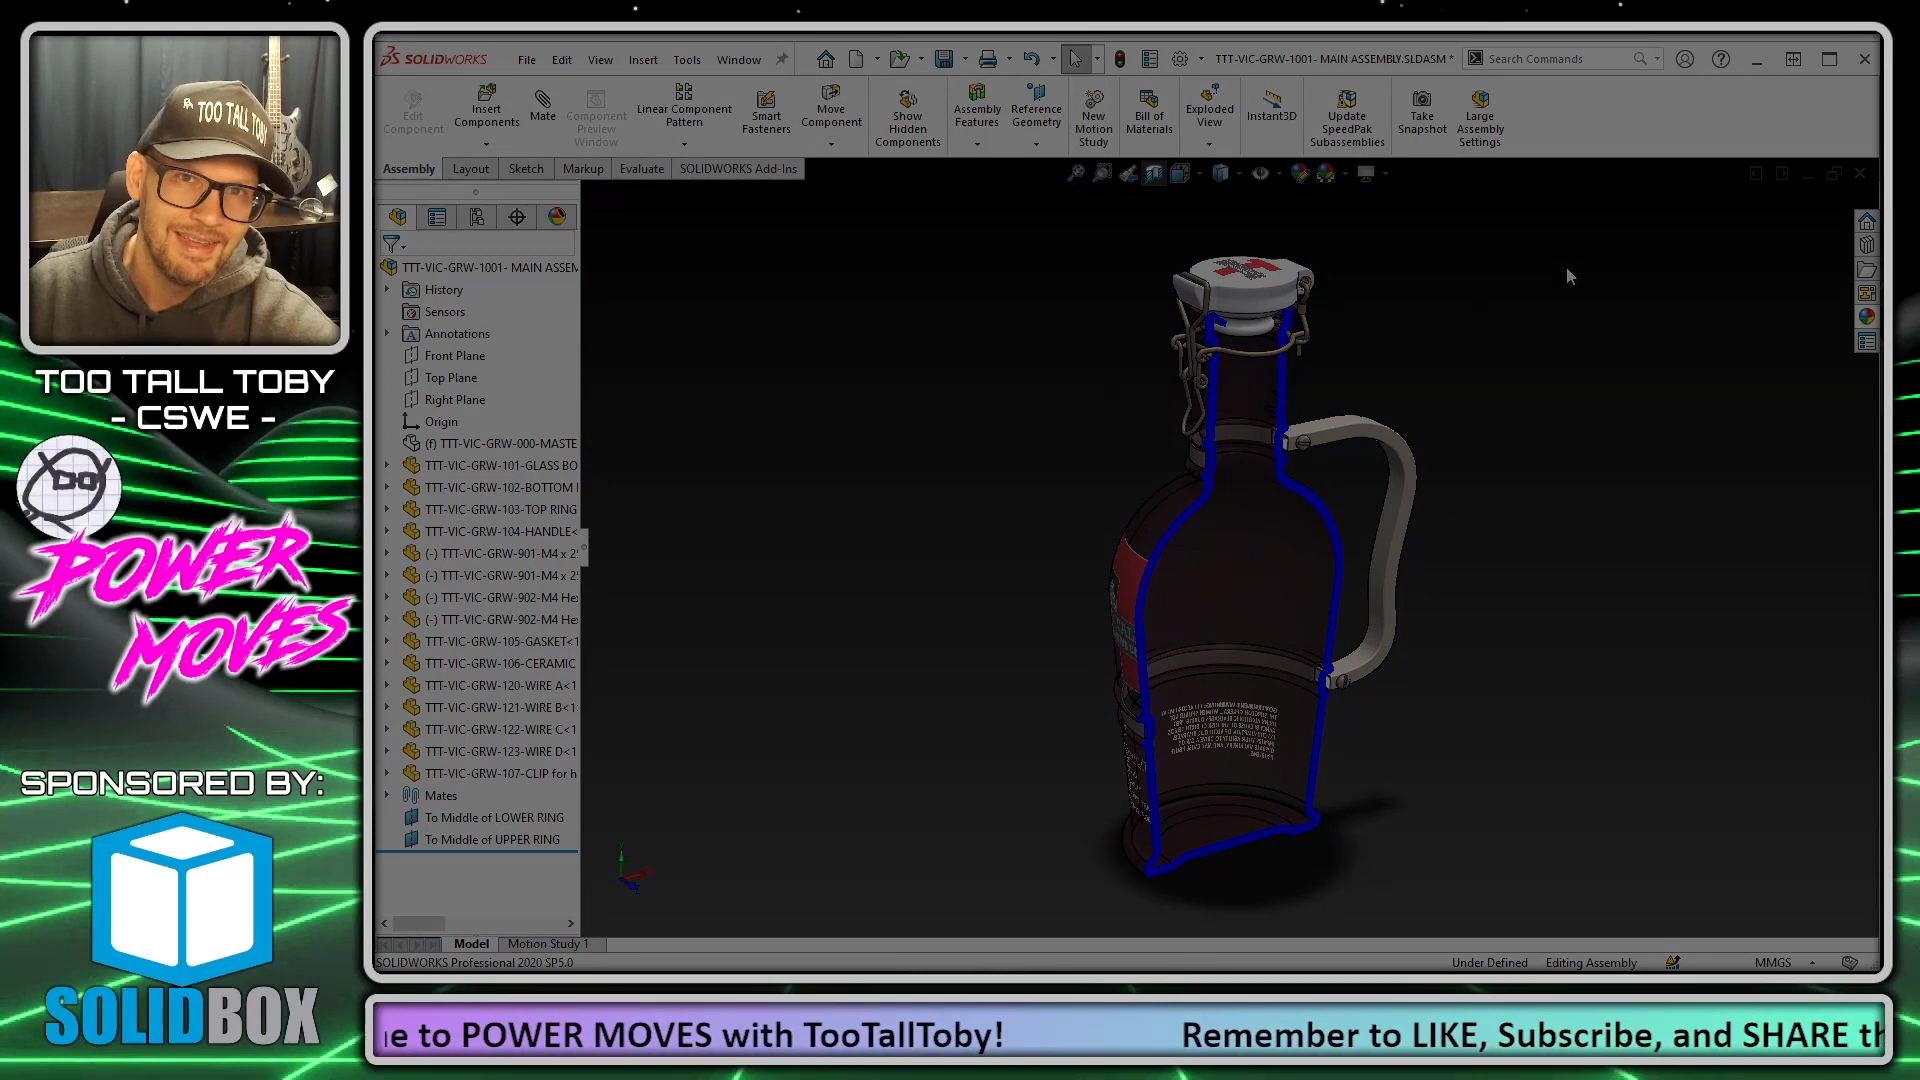 TOO TALL TOBY
TOO TALL TOBY
- CSWE -
POWER
MOVES
SPONSORED BY:
SOLIDBOX
SOLIDWORKS
File Edit View Insert Tools Window
TTT-VIC-GRW-1001- MAIN ASSEMBLY.SLDASM *
Search Commands
Edit Component
Insert Components
Mate
Component Preview Window
Linear Component Pattern
Smart Fasteners
Move Component
Show Hidden Components
Assembly Features
Reference Geometry
New Motion Study
Bill of Materials
Exploded View
Instant3D
Update SpeedPak Subassemblies
Take Snapshot
Large Assembly Settings
Assembly Layout Sketch Markup Evaluate SOLIDWORKS Add-Ins
TTT-VIC-GRW-1001- MAIN ASSEM
History
Sensors
Annotations
Front Plane
Top Plane
Right Plane
Origin
(f) TTT-VIC-GRW-000-MASTE
TTT-VIC-GRW-101-GLASS BO
TTT-VIC-GRW-102-BOTTOM
TTT-VIC-GRW-103-TOP RING
TTT-VIC-GRW-104-HANDLE<
(-) TTT-VIC-GRW-901-M4 x 2
(-) TTT-VIC-GRW-901-M4 x 2
(-) TTT-VIC-GRW-902-M4 He
(-) TTT-VIC-GRW-902-M4 He
TTT-VIC-GRW-105-GASKET<1
TTT-VIC-GRW-106-CERAMIC
TTT-VIC-GRW-120-WIRE A<1
TTT-VIC-GRW-121-WIRE B<1
TTT-VIC-GRW-122-WIRE C<1
TTT-VIC-GRW-123-WIRE D<1
TTT-VIC-GRW-107-CLIP for h
Mates
To Middle of LOWER RING
To Middle of UPPER RING
Model Motion Study 1
SOLIDWORKS Professional 2020 SP5.0
Under Defined Editing Assembly MMGS
e to POWER MOVES with TooTallToby! Remember to LIKE, Subscribe, and SHARE th